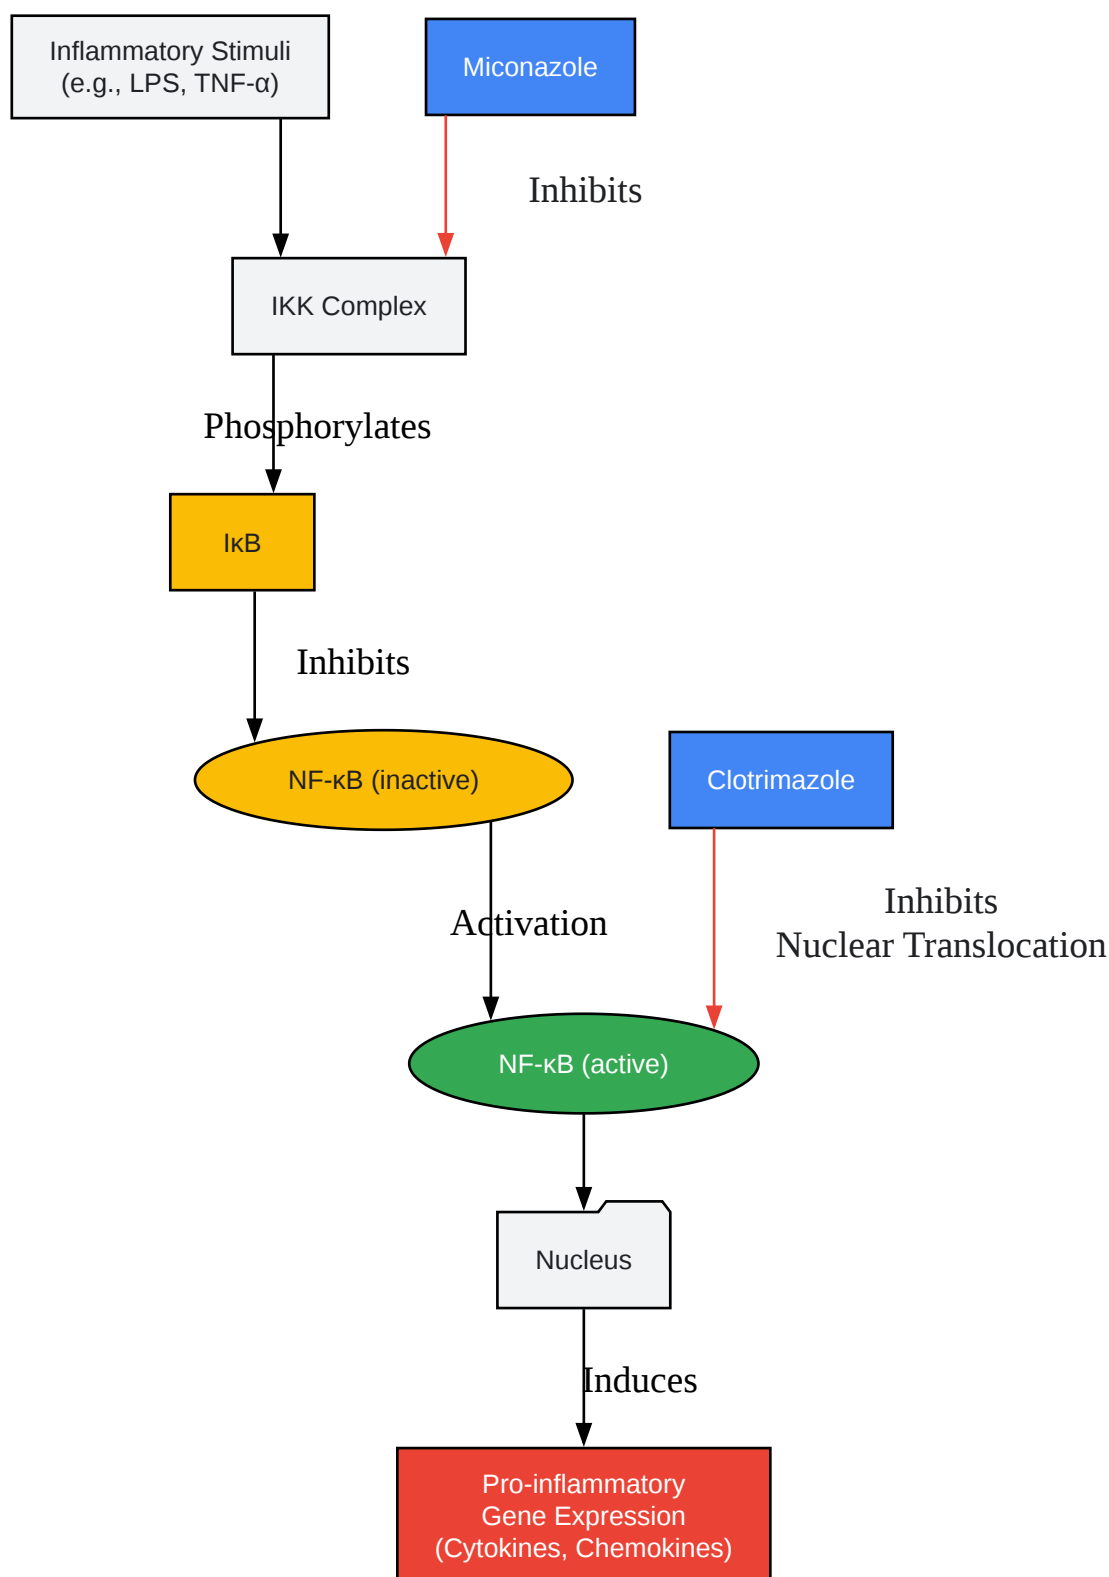 Inflammatory Stimuli
(e.g., LPS, TNF-α)
Miconazole
Inhibits
IKK Complex
Phosphorylates
IκB
Inhibits
NF-κB (inactive)
Clotrimazole
Activation
Inhibits
Nuclear Translocation
NF-κB (active)
Nucleus
Induces
Pro-inflammatory
Gene Expression
(Cytokines, Chemokines)